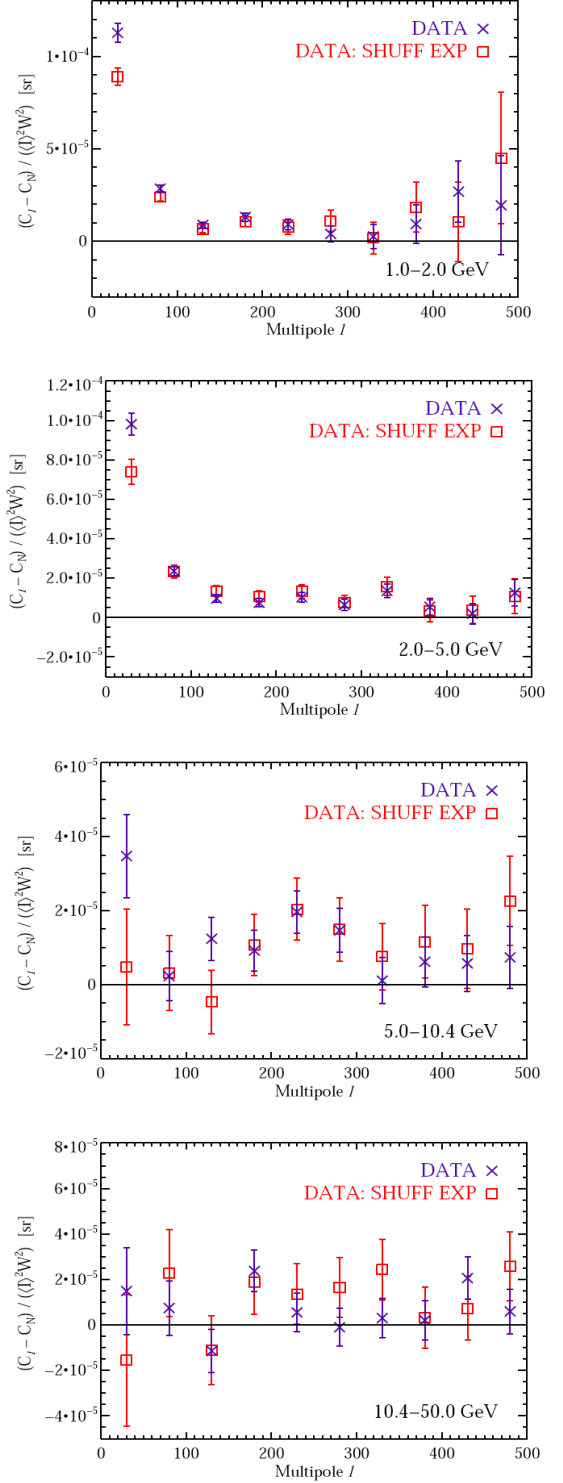 DATA
DATA: SHUFF EXP
1•10⁻⁴
5•10⁻⁵
0
(C_l – C_N) / (⟨I⟩²W²) [sr]
1.0–2.0 GeV
0 100 200 300 400 500
Multipole l
1.2•10⁻⁴
DATA
1.0•10⁻⁴
DATA: SHUFF EXP
8.0•10⁻⁵
6.0•10⁻⁵
4.0•10⁻⁵
2.0•10⁻⁵
0
−2.0•10⁻⁵
(C_l – C_N) / (⟨I⟩²W²) [sr]
2.0–5.0 GeV
0 100 200 300 400 500
Multipole l
6•10⁻⁵
DATA
DATA: SHUFF EXP
4•10⁻⁵
2•10⁻⁵
0
−2•10⁻⁵
(C_l – C_N) / (⟨I⟩²W²) [sr]
5.0–10.4 GeV
0 100 200 300 400 500
Multipole l
8•10⁻⁵
DATA
6•10⁻⁵
DATA: SHUFF EXP
4•10⁻⁵
2•10⁻⁵
0
−2•10⁻⁵
−4•10⁻⁵
(C_l – C_N) / (⟨I⟩²W²) [sr]
10.4–50.0 GeV
0 100 200 300 400 500
Multipole l